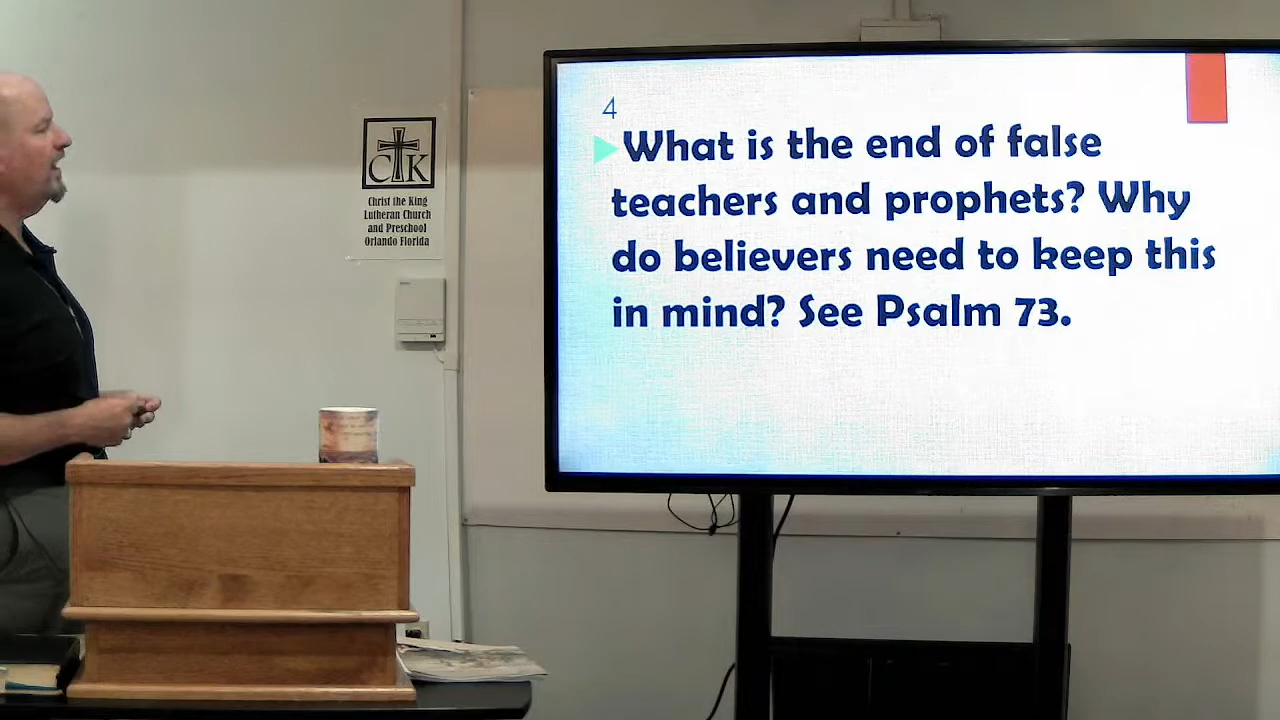 4
What is the end of false
teachers and prophets? Why
do believers need to keep this
in mind? See Psalm 73.
C K
Christ the King
Lutheran Church
and Preschool
Orlando Florida